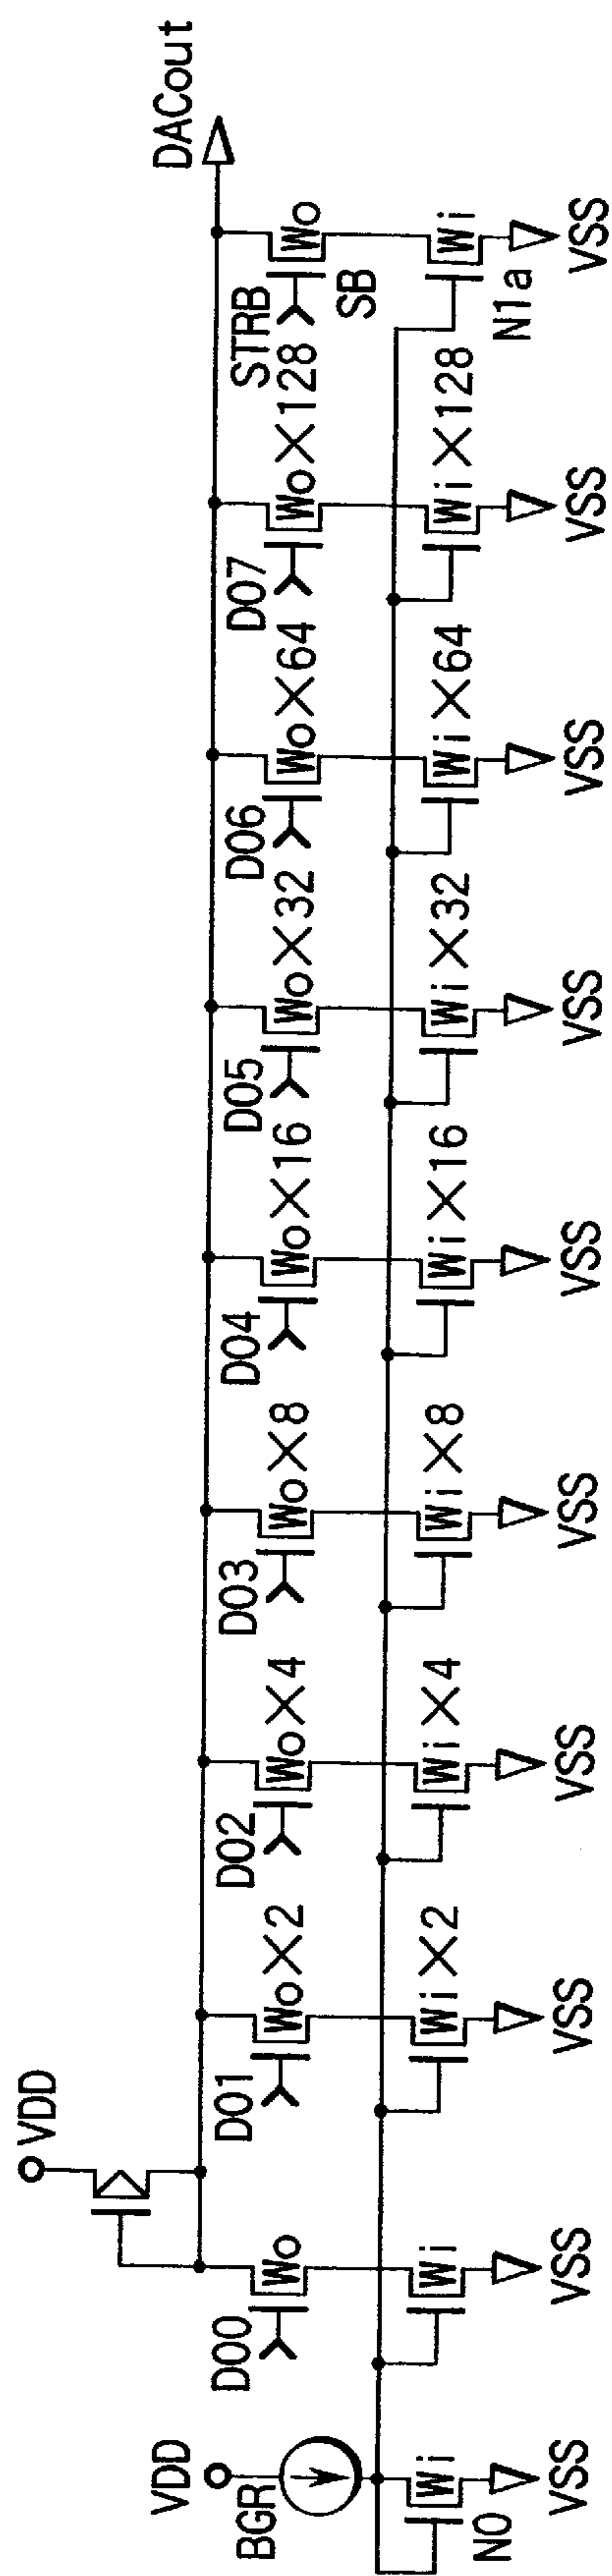 VDD
BGR
N0
Wi
VSS
VDD
D00
Wo
Wi
VSS
D01
Wo×2
Wi×2
VSS
D02
Wo×4
Wi×4
VSS
D03
Wo×8
Wi×8
VSS
D04
Wo×16
Wi×16
VSS
D05
Wo×32
Wi×32
VSS
D06
Wo×64
Wi×64
VSS
D07
Wo×128
Wi×128
VSS
STRB
Wo
SB
Wi
N1a
VSS
DACout